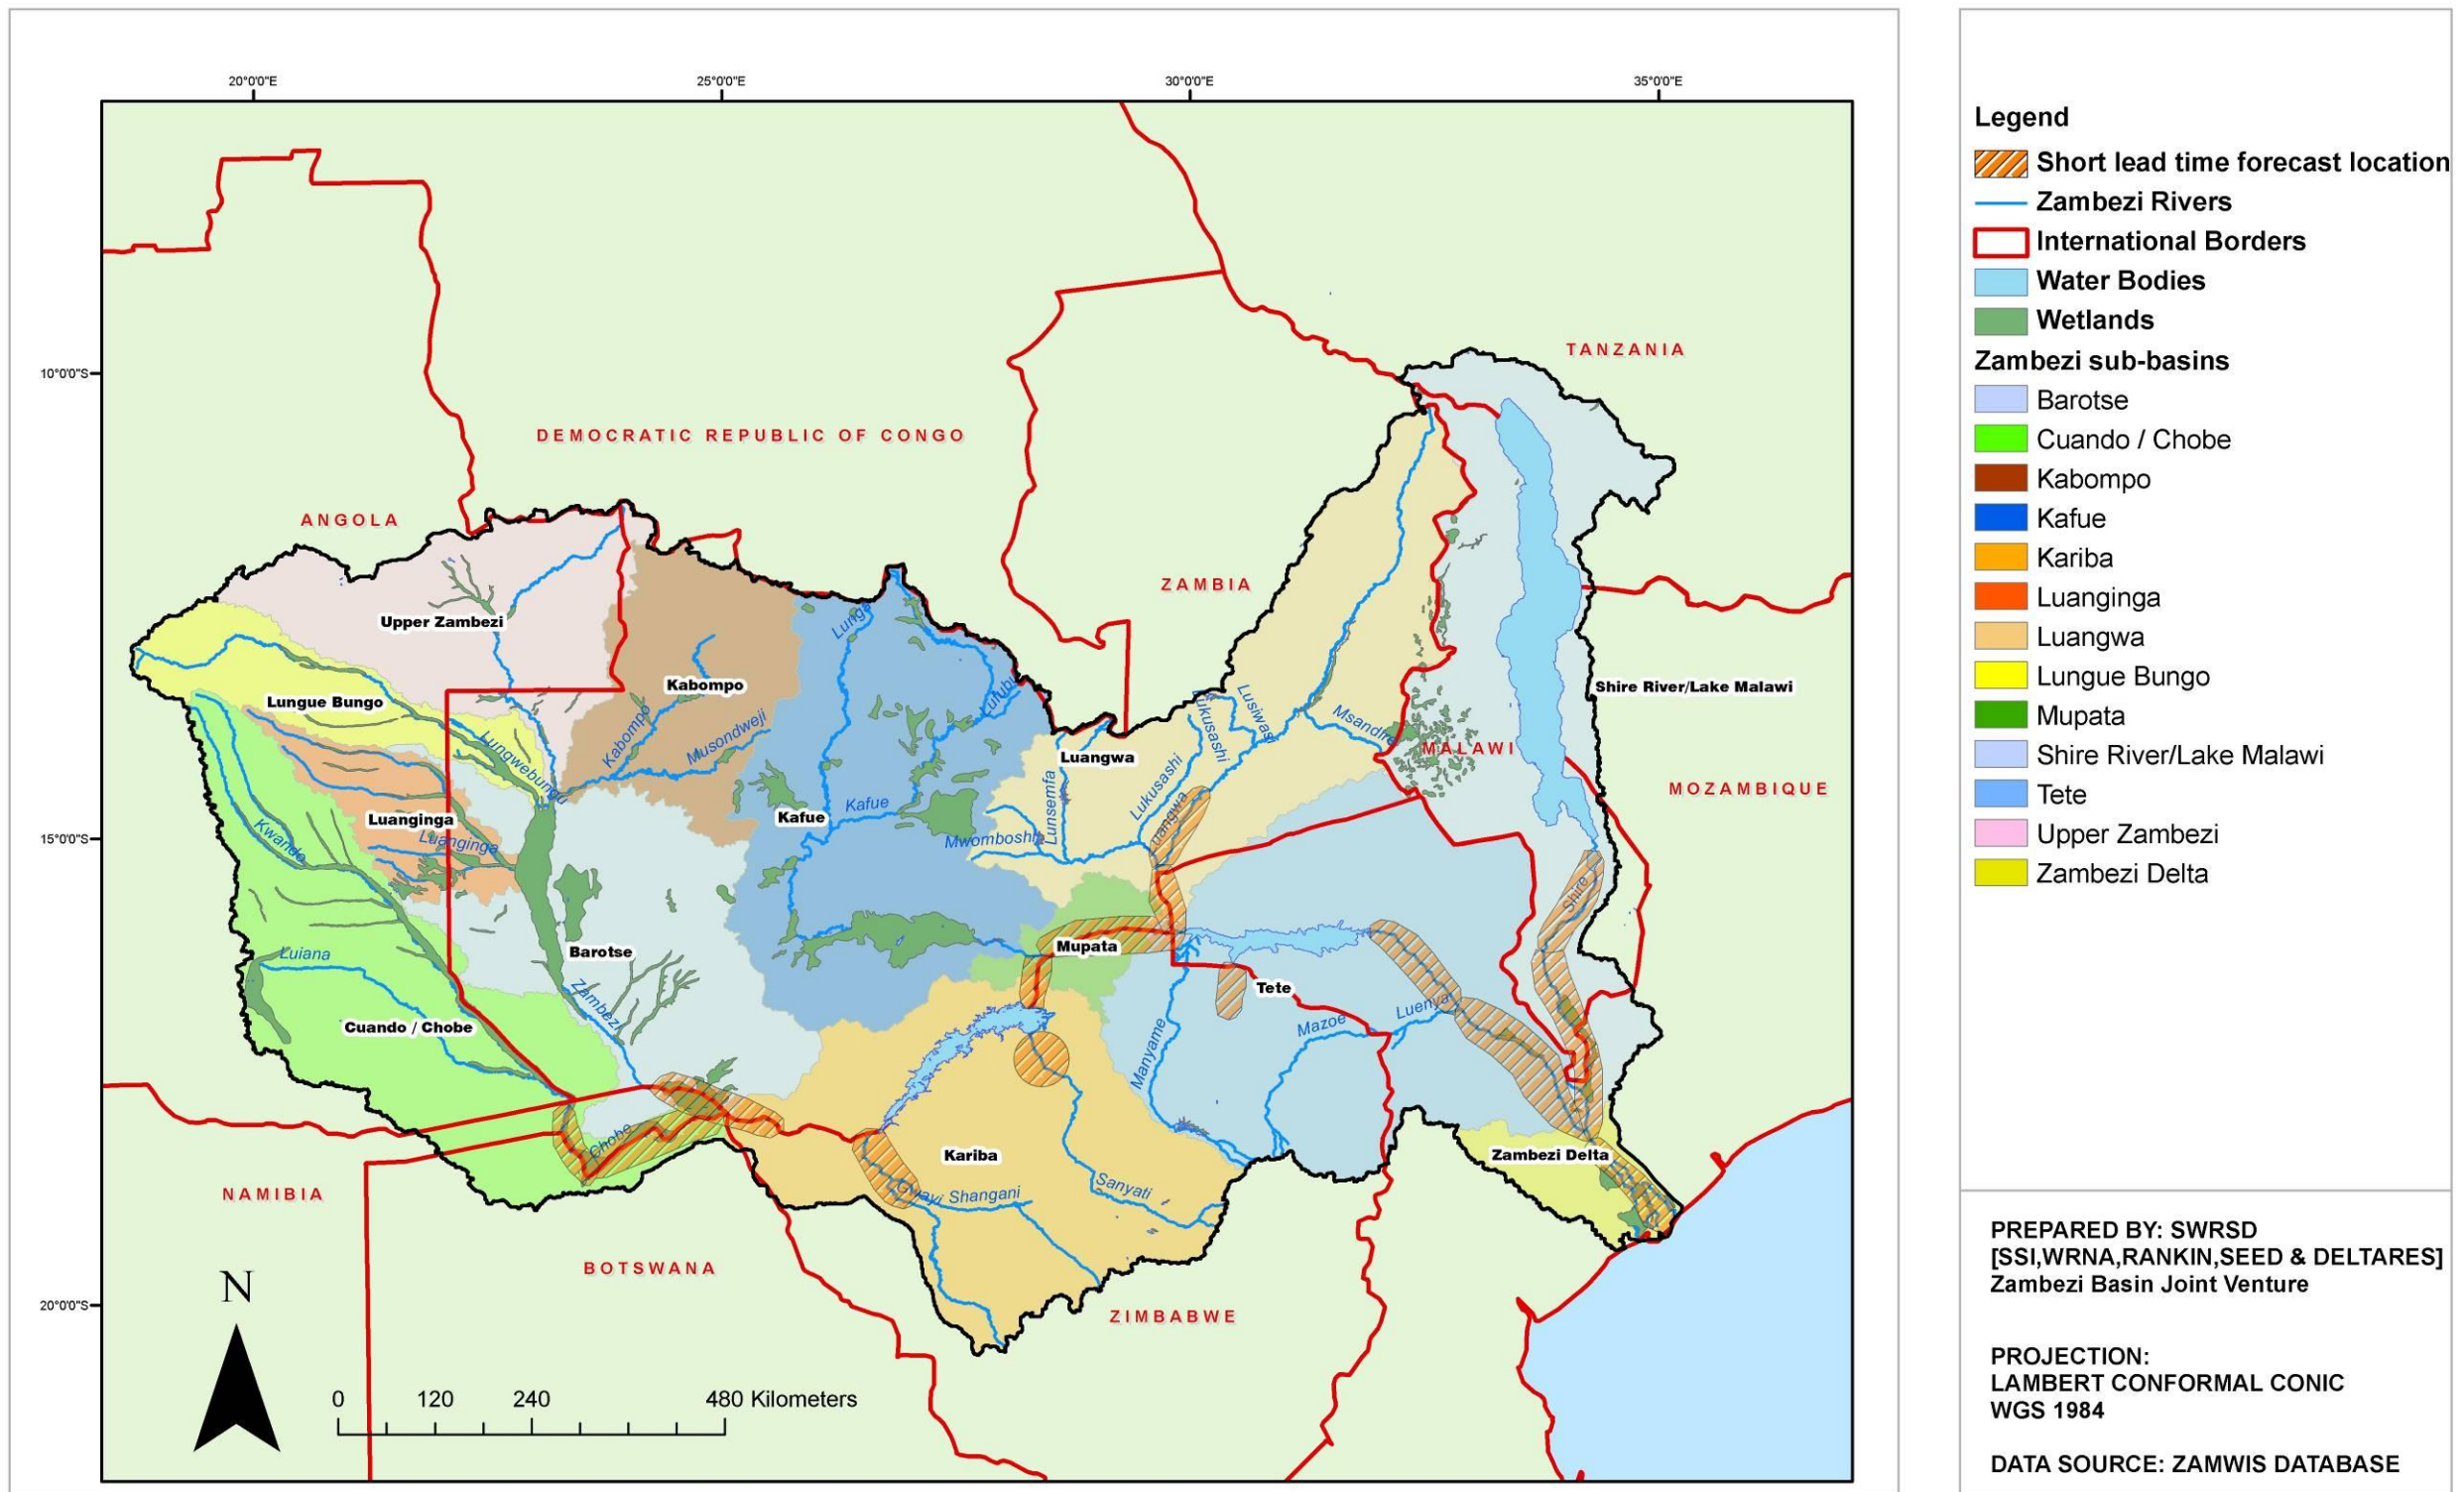 20°0'0"E
25°0'0"E
30°0'0"E
35°0'0"E
10°0'0"S
15°0'0"S
20°0'0"S
TANZANIA
DEMOCRATIC REPUBLIC OF CONGO
ANGOLA
ZAMBIA
MALAWI
MOZAMBIQUE
NAMIBIA
BOTSWANA
ZIMBABWE
Upper Zambezi
Kabompo
Lungue Bungo
Shire River/Lake Malawi
Luangwa
Luanginga
Kafue
Barotse
Mupata
Tete
Cuando / Chobe
Kariba
Zambezi Delta
Lunga
Lusiwasi
Lukusashi
Msandire
Kabompo
Musondweji
Lungwebungu
Kafue
Lunsemfa
Lukusashi
Mwomboshi
Luanginga
Kwando
Shire
Luiana
Zambezi
Luenya
Mazoe
Manyame
Chobe
Gwayi Shangani
Sanyati
N
0 120 240 480 Kilometers
Legend
Short lead time forecast location
Zambezi Rivers
International Borders
Water Bodies
Wetlands
Zambezi sub-basins
Barotse
Cuando / Chobe
Kabompo
Kafue
Kariba
Luanginga
Luangwa
Lungue Bungo
Mupata
Shire River/Lake Malawi
Tete
Upper Zambezi
Zambezi Delta
PREPARED BY: SWRSD
[SSI,WRNA,RANKIN,SEED & DELTARES]
Zambezi Basin Joint Venture
PROJECTION:
LAMBERT CONFORMAL CONIC
WGS 1984
DATA SOURCE: ZAMWIS DATABASE